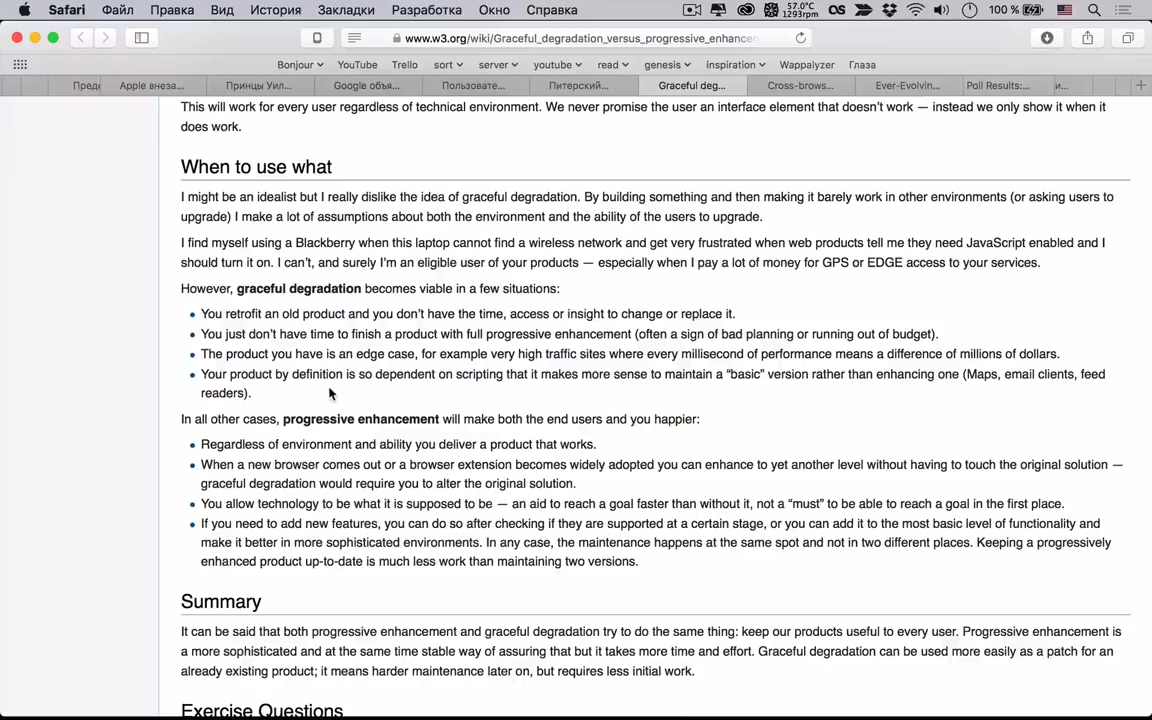 Safari Файл Правка Вид История Закладки Разработка Окно Справка 57.0°C 1293rpm 100 %
www.w3.org/wiki/Graceful_degradation_versus_progressive_enhancer
Bonjour YouTube Trello sort server youtube read genesis inspiration Wappalyzer Глаза
Apple внеза... Принцы Уил... Google объя... Пользовате... Питерский... Graceful deg... Cross-brows... Ever-Evolvin... Poll Results:... и...
This will work for every user regardless of technical environment. We never promise the user an interface element that doesn't work — instead we only show it when it
does work.
When to use what
I might be an idealist but I really dislike the idea of graceful degradation. By building something and then making it barely work in other environments (or asking users to
upgrade) I make a lot of assumptions about both the environment and the ability of the users to upgrade.
I find myself using a Blackberry when this laptop cannot find a wireless network and get very frustrated when web products tell me they need JavaScript enabled and I
should turn it on. I can't, and surely I'm an eligible user of your products — especially when I pay a lot of money for GPS or EDGE access to your services.
However, graceful degradation becomes viable in a few situations:
You retrofit an old product and you don't have the time, access or insight to change or replace it.
You just don't have time to finish a product with full progressive enhancement (often a sign of bad planning or running out of budget).
The product you have is an edge case, for example very high traffic sites where every millisecond of performance means a difference of millions of dollars.
Your product by definition is so dependent on scripting that it makes more sense to maintain a “basic” version rather than enhancing one (Maps, email clients, feed
readers).
In all other cases, progressive enhancement will make both the end users and you happier:
Regardless of environment and ability you deliver a product that works.
When a new browser comes out or a browser extension becomes widely adopted you can enhance to yet another level without having to touch the original solution —
graceful degradation would require you to alter the original solution.
You allow technology to be what it is supposed to be — an aid to reach a goal faster than without it, not a “must” to be able to reach a goal in the first place.
If you need to add new features, you can do so after checking if they are supported at a certain stage, or you can add it to the most basic level of functionality and
make it better in more sophisticated environments. In any case, the maintenance happens at the same spot and not in two different places. Keeping a progressively
enhanced product up-to-date is much less work than maintaining two versions.
Summary
It can be said that both progressive enhancement and graceful degradation try to do the same thing: keep our products useful to every user. Progressive enhancement is
a more sophisticated and at the same time stable way of assuring that but it takes more time and effort. Graceful degradation can be used more easily as a patch for an
already existing product; it means harder maintenance later on, but requires less initial work.
Exercise Questions